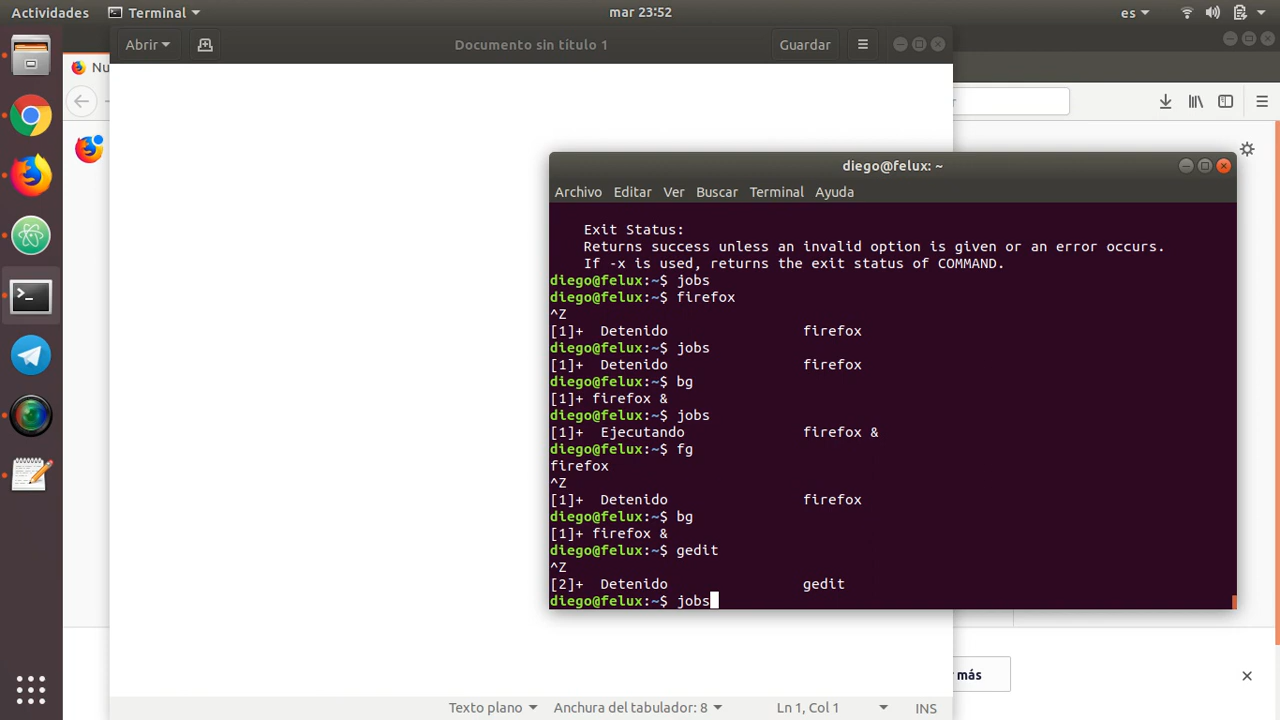 Actividades
Terminal
mar 23:52
es
Abrir
Documento sin título 1
Guardar
diego@felux: ~
Archivo Editar Ver Buscar Terminal Ayuda
Exit Status:
Returns success unless an invalid option is given or an error occurs.
If -x is used, returns the exit status of COMMAND.
diego@felux:~$ jobs
diego@felux:~$ firefox
^Z
[1]+ Detenido firefox
diego@felux:~$ jobs
[1]+ Detenido firefox
diego@felux:~$ bg
[1]+ firefox &
diego@felux:~$ jobs
[1]+ Ejecutando firefox &
diego@felux:~$ fg
firefox
^Z
[1]+ Detenido firefox
diego@felux:~$ bg
[1]+ firefox &
diego@felux:~$ gedit
^Z
[2]+ Detenido gedit
diego@felux:~$ jobs
más
Texto plano
Anchura del tabulador: 8
Ln 1, Col 1
INS